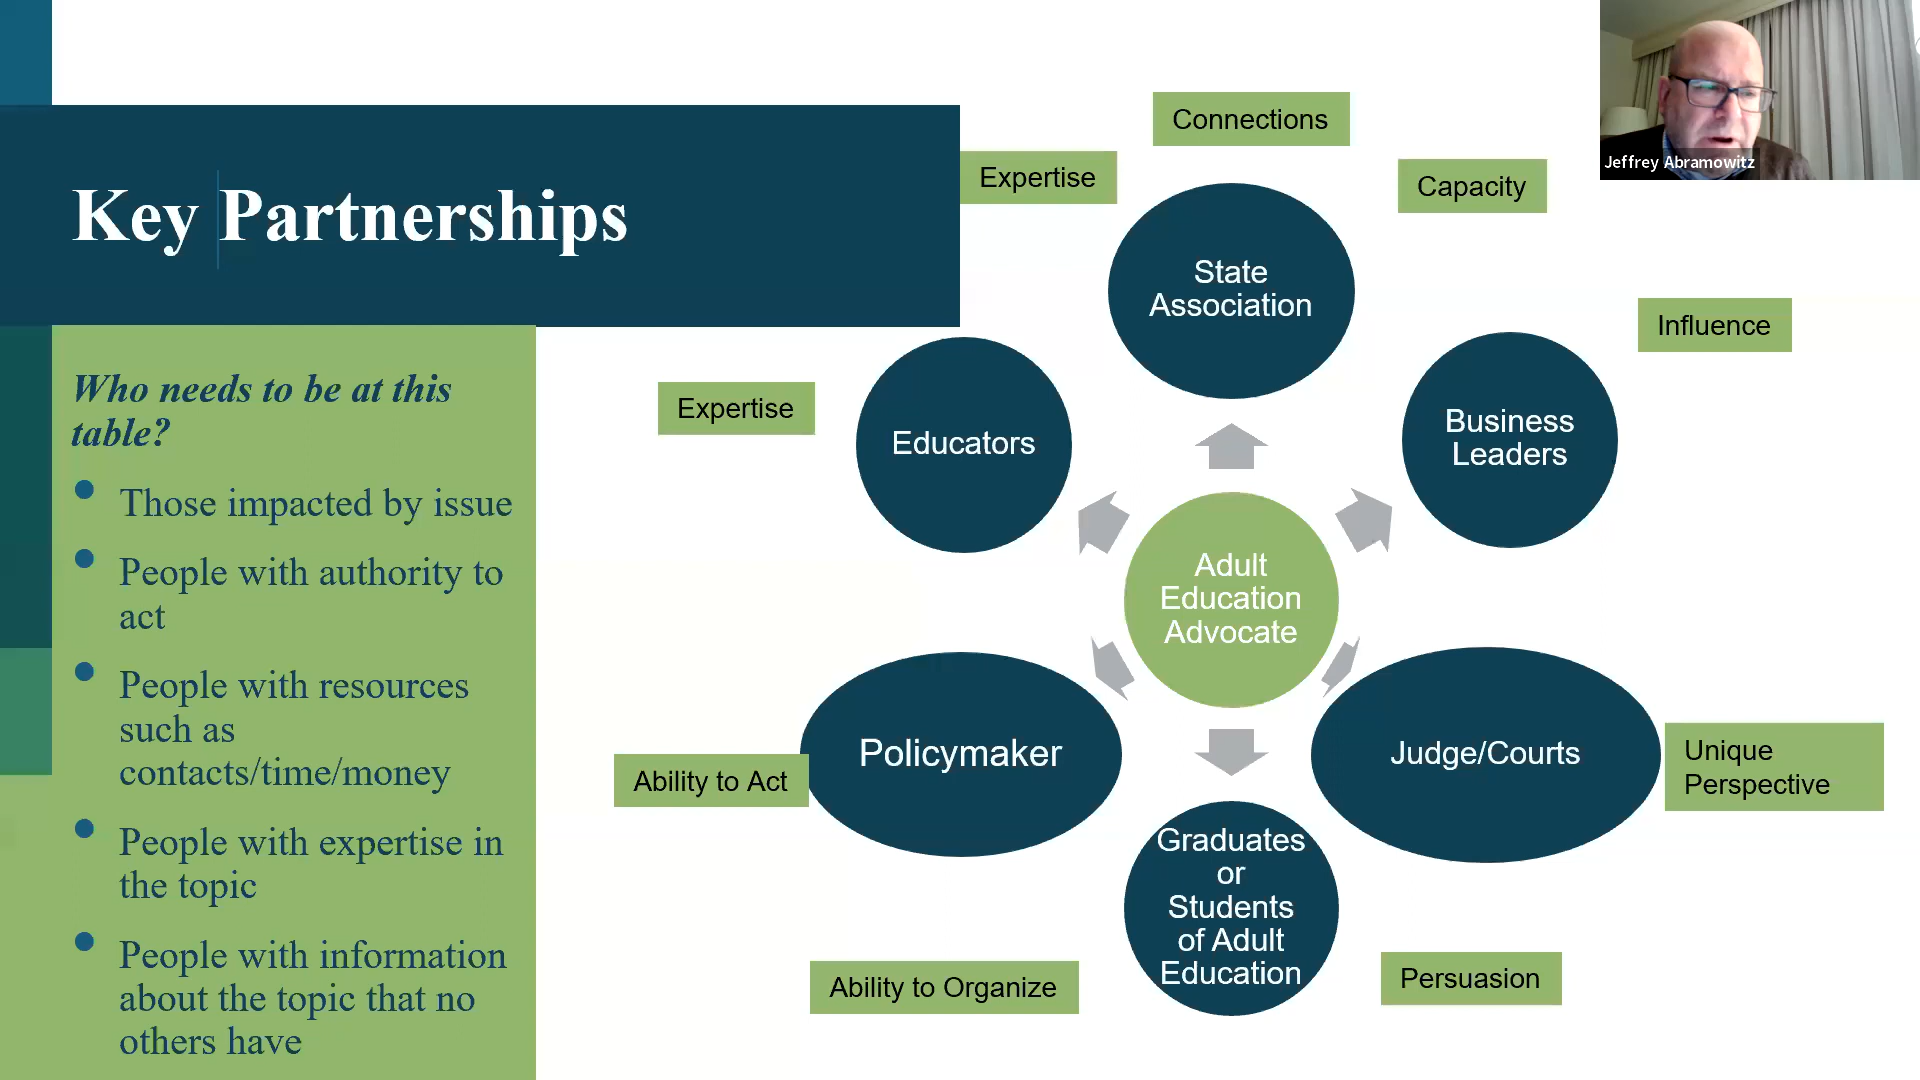 Key Partnerships
Who needs to be at this
table?
Those impacted by issue
People with authority to
act
People with resources
such as
contacts/time/money
People with expertise in
the topic
People with information
about the topic that no
others have
Connections
Expertise
Capacity
State
Association
Influence
Business
Leaders
Expertise
Educators
Adult
Education
Advocate
Policymaker
Ability to Act
Judge/Courts
Unique
Perspective
Graduates
or
Students
of Adult
Education
Ability to Organize
Persuasion
Jeffrey Abramowitz